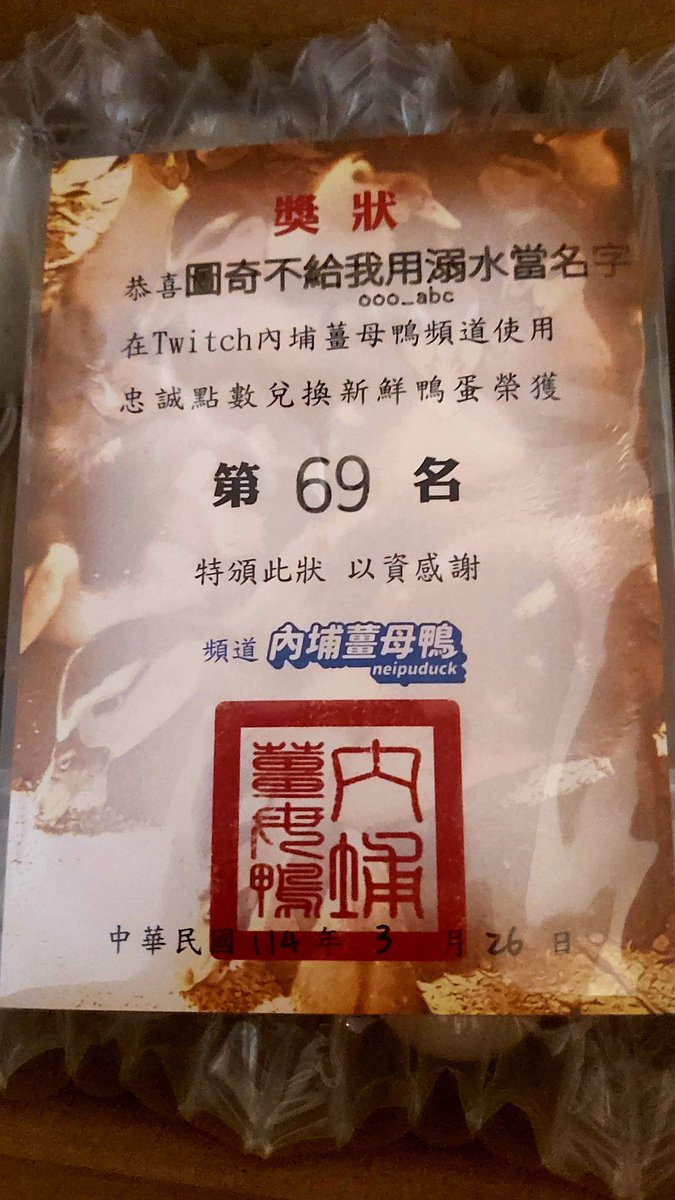 獎狀
恭喜圖奇不給我用溺水當名字
ooo_abc
在Twitch內埔薑母鴨頻道使用
忠誠點數兌換新鮮鴨蛋榮獲
第 69 名
特頒此狀 以資感謝
頻道 內埔薑母鴨
neipuduck
內埔
薑母鴨
中華民國 114 年 3 月 26 日